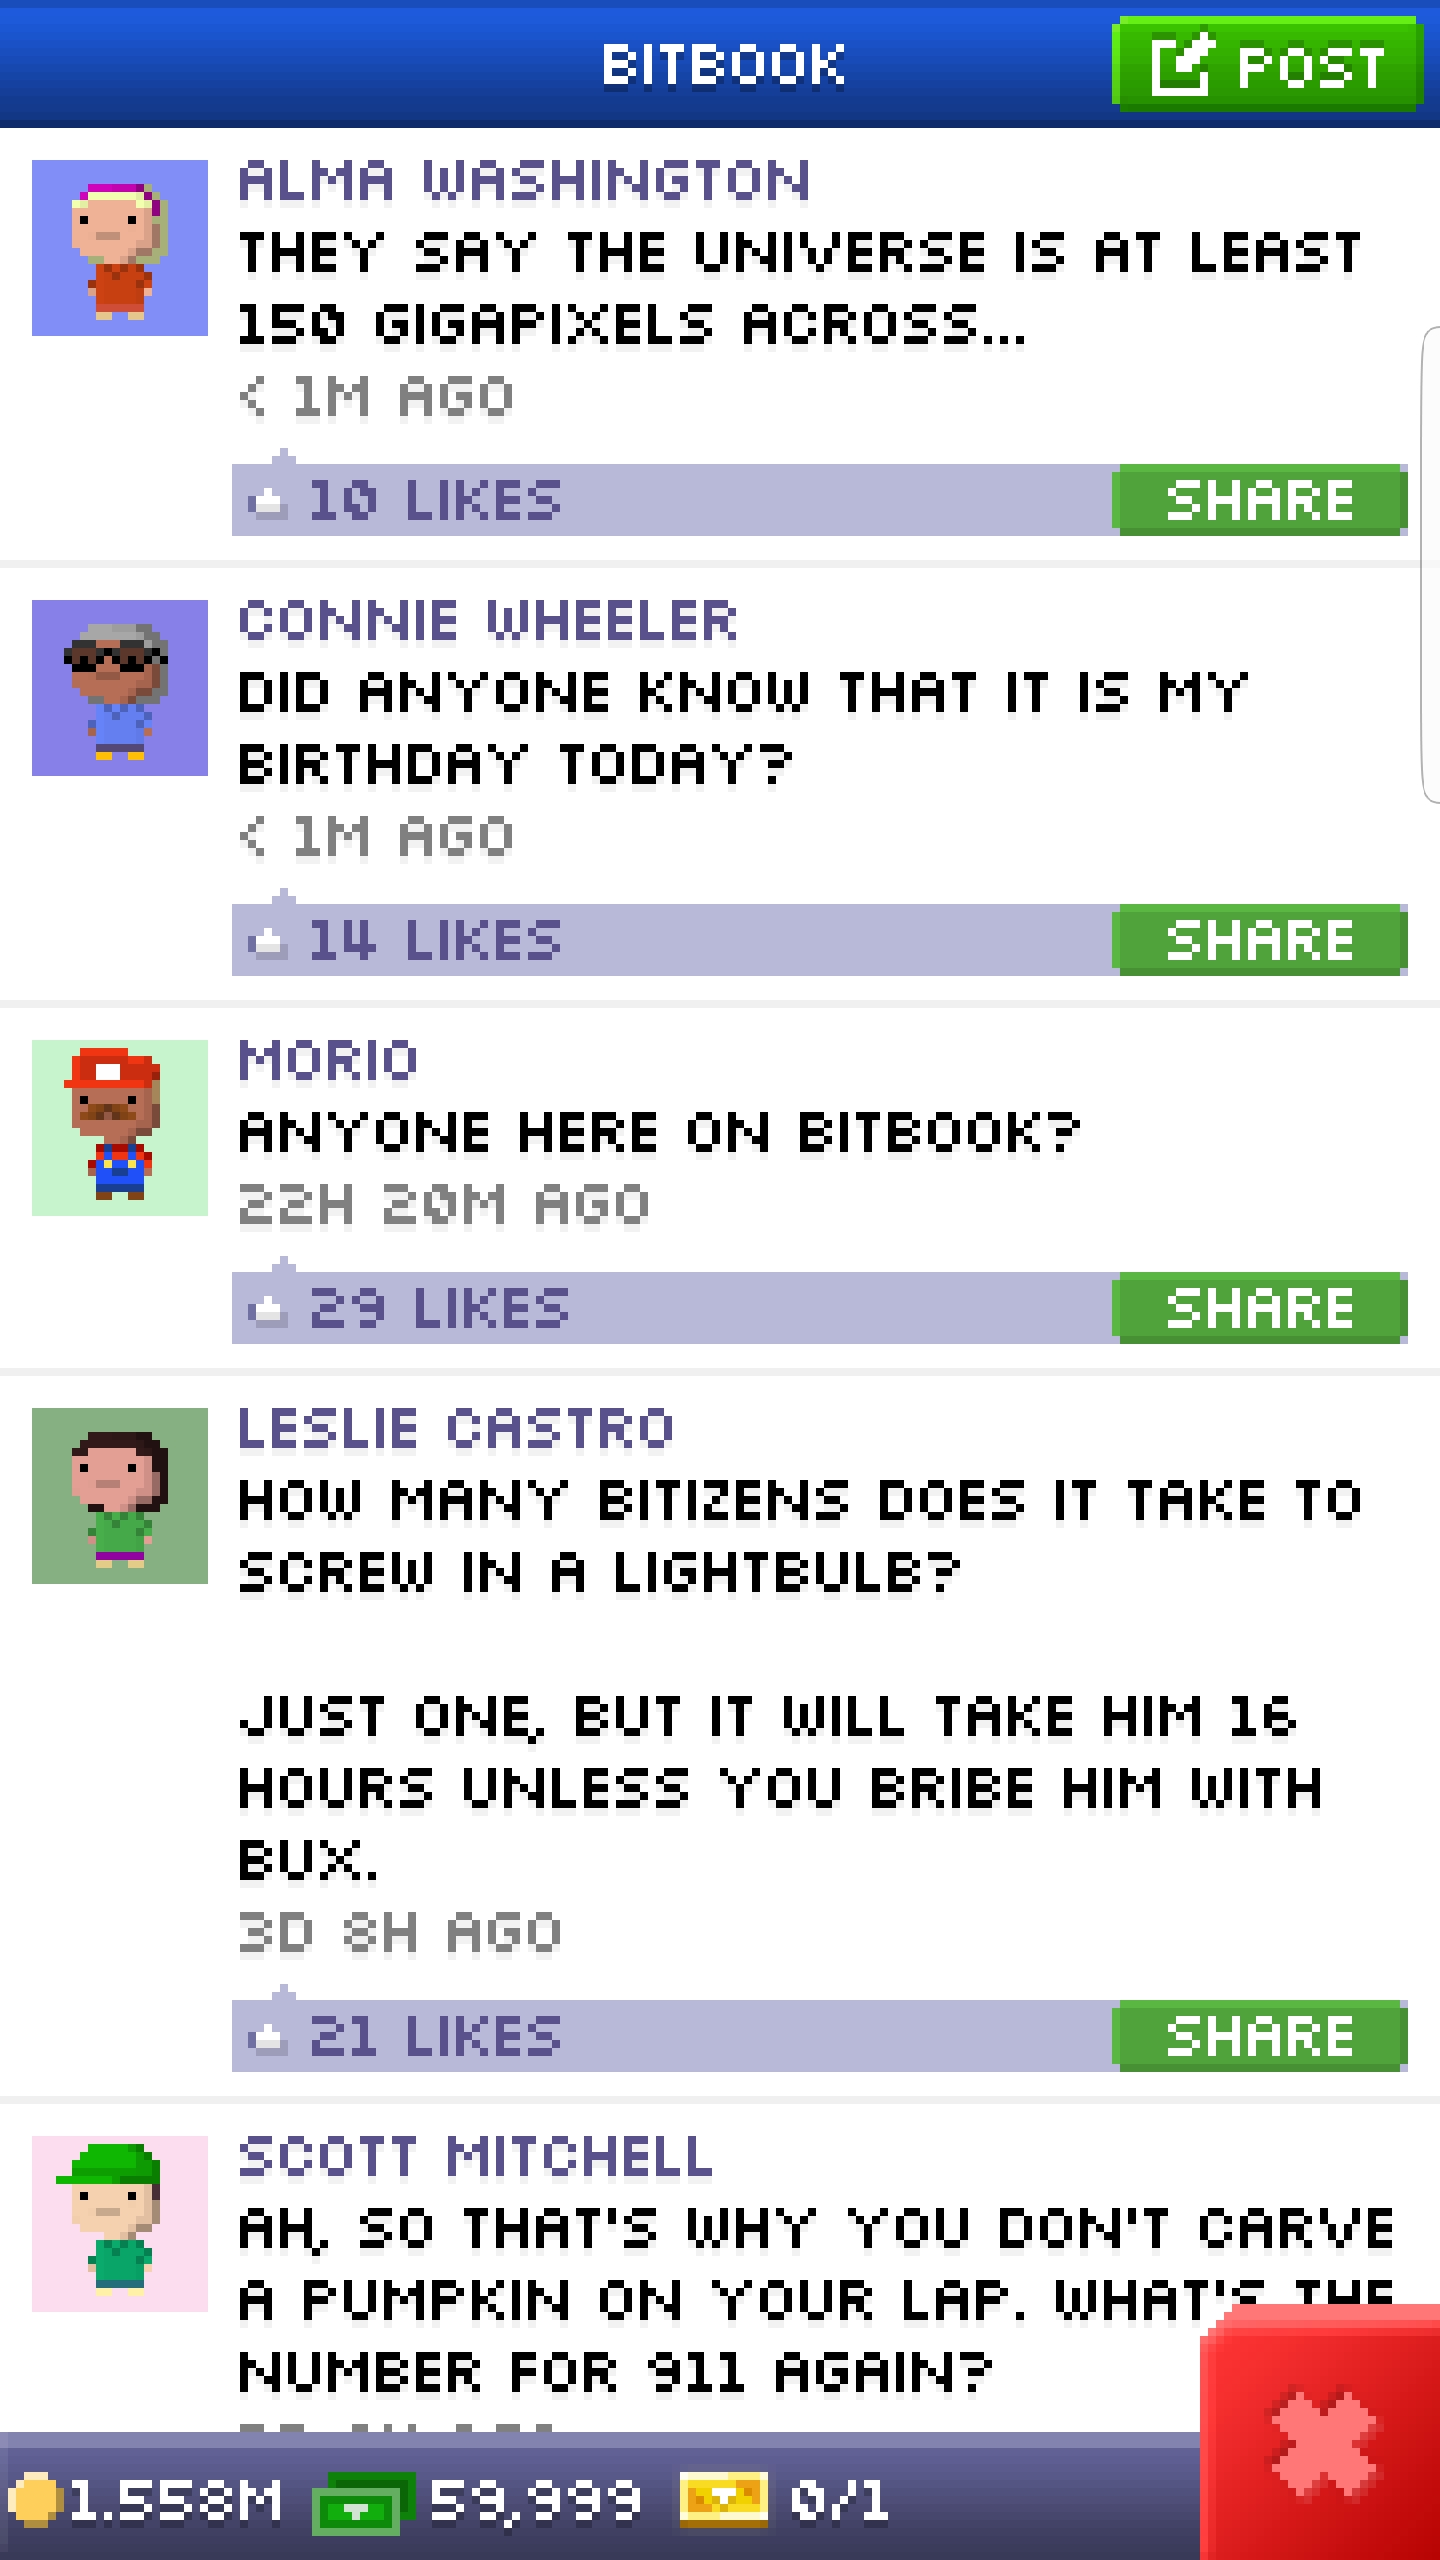 BITBOOK
POST
ALMA WASHINGTON
THEY SAY THE UNIVERSE IS AT LEAST
150 GIGAPIXELS ACROSS...
< 1M AGO
10 LIKES
SHARE
CONNIE WHEELER
DID ANYONE KNOW THAT IT IS MY
BIRTHDAY TODAY?
< 1M AGO
14 LIKES
SHARE
MORIO
ANYONE HERE ON BITBOOK?
22H 20M AGO
29 LIKES
SHARE
LESLIE CASTRO
HOW MANY BITIZENS DOES IT TAKE TO
SCREW IN A LIGHTBULB?
JUST ONE, BUT IT WILL TAKE HIM 16
HOURS UNLESS YOU BRIBE HIM WITH
BUX.
3D 8H AGO
21 LIKES
SHARE
SCOTT MITCHELL
AH, SO THAT'S WHY YOU DON'T CARVE
A PUMPKIN ON YOUR LAP. WHAT'S THE
NUMBER FOR 911 AGAIN?
1.558M 59,999 0/1